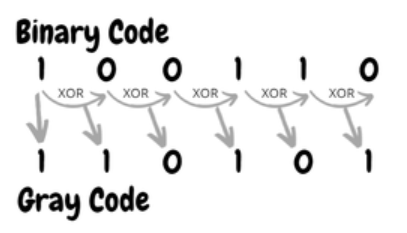 Binary Code
1 0 0 1 1 0
XOR XOR XOR XOR XOR
1 1 0 1 0 1
Gray Code